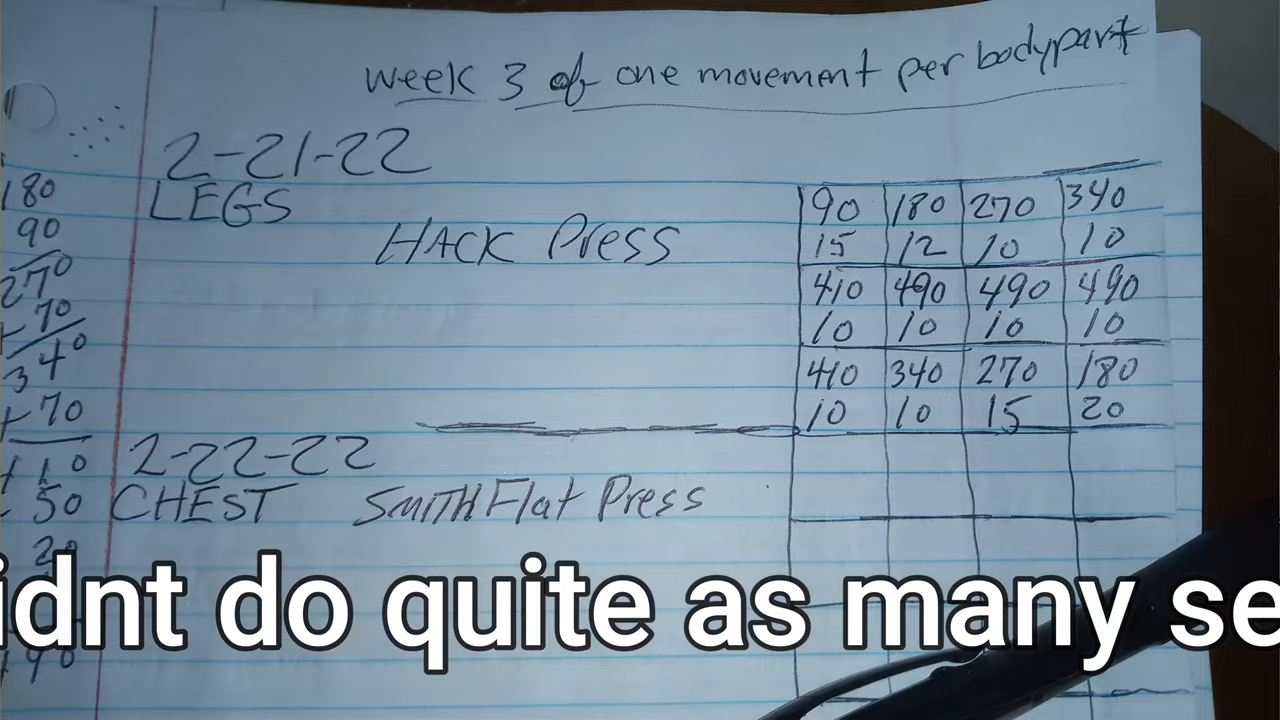 week 3 of one movement per bodypart
2-21-22
LEGS
HACK Press
90 180 270 340
15 12 10 10
410 490 490 490
10 10 10 10
410 340 270 180
10 10 15 20
2-22-22
CHEST SMITH Flat Press
180
90
270
70
340
+70
410
50
idnt do quite as many se